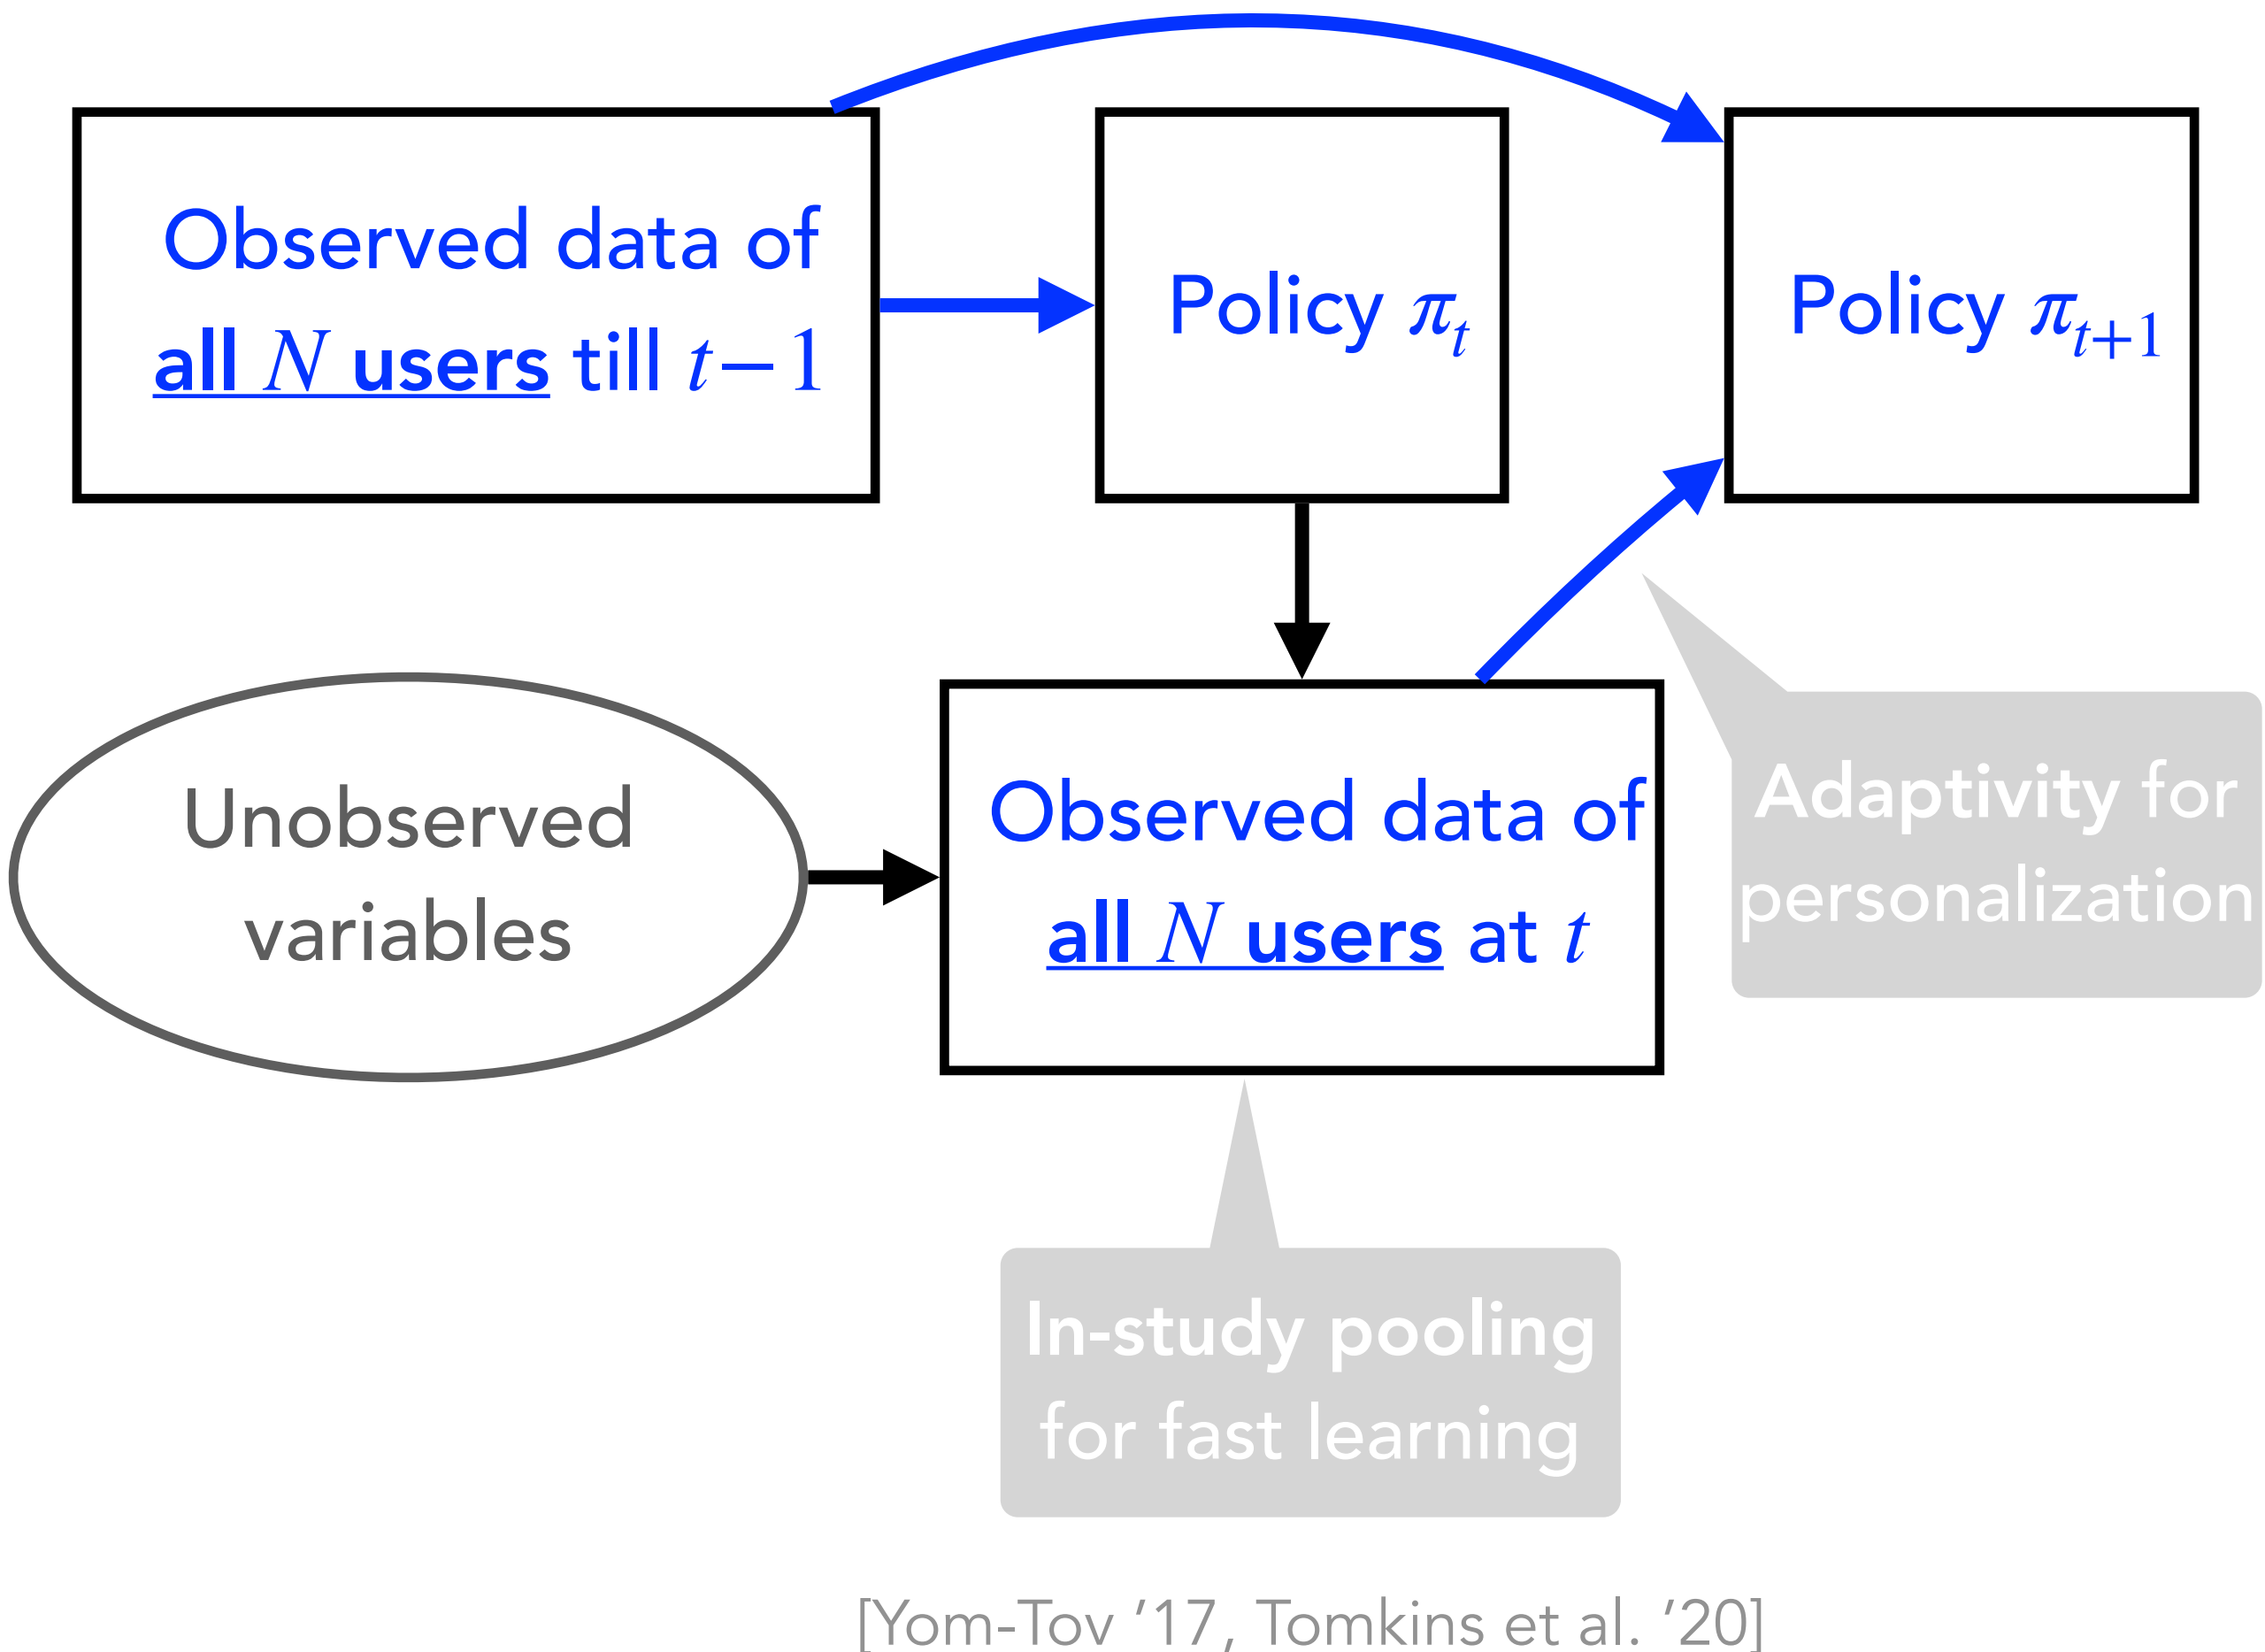 Observed data of
all N users till t − 1
Policy πₜ
Policy πₜ₊₁
Unobserved
variables
Observed data of
all N users at t
Adaptivity for
personalization
In-study pooling
for fast learning
[Yom-Tov ‘17, Tomkins et al. ‘20]